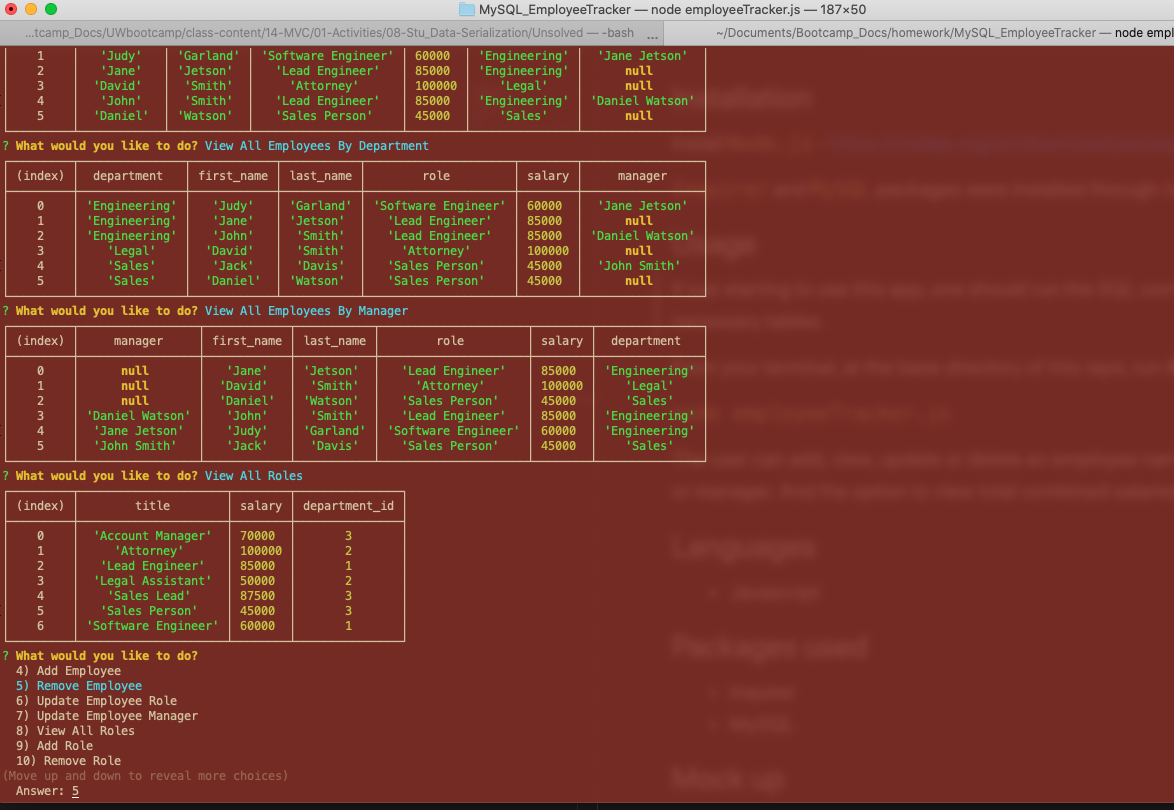 MySQL_EmployeeTracker — node employeeTracker.js — 187×50
...tcamp_Docs/UWbootcamp/class-content/14-MVC/01-Activities/08-Stu_Data-Serialization/Unsolved — -bash ... ~/Documents/Bootcamp_Docs/homework/MySQL_EmployeeTracker — node empl
1 'Judy' 'Garland' 'Software Engineer' 60000 'Engineering' 'Jane Jetson'
2 'Jane' 'Jetson' 'Lead Engineer' 85000 'Engineering' null
3 'David' 'Smith' 'Attorney' 100000 'Legal' null
4 'John' 'Smith' 'Lead Engineer' 85000 'Engineering' 'Daniel Watson'
5 'Daniel' 'Watson' 'Sales Person' 45000 'Sales' null
? What would you like to do? View All Employees By Department
(index) department first_name last_name role salary manager
0 'Engineering' 'Judy' 'Garland' 'Software Engineer' 60000 'Jane Jetson'
1 'Engineering' 'Jane' 'Jetson' 'Lead Engineer' 85000 null
2 'Engineering' 'John' 'Smith' 'Lead Engineer' 85000 'Daniel Watson'
3 'Legal' 'David' 'Smith' 'Attorney' 100000 null
4 'Sales' 'Jack' 'Davis' 'Sales Person' 45000 'John Smith'
5 'Sales' 'Daniel' 'Watson' 'Sales Person' 45000 null
? What would you like to do? View All Employees By Manager
(index) manager first_name last_name role salary department
0 null 'Jane' 'Jetson' 'Lead Engineer' 85000 'Engineering'
1 null 'David' 'Smith' 'Attorney' 100000 'Legal'
2 null 'Daniel' 'Watson' 'Sales Person' 45000 'Sales'
3 'Daniel Watson' 'John' 'Smith' 'Lead Engineer' 85000 'Engineering'
4 'Jane Jetson' 'Judy' 'Garland' 'Software Engineer' 60000 'Engineering'
5 'John Smith' 'Jack' 'Davis' 'Sales Person' 45000 'Sales'
? What would you like to do? View All Roles
(index) title salary department_id
0 'Account Manager' 70000 3
1 'Attorney' 100000 2
2 'Lead Engineer' 85000 1
3 'Legal Assistant' 50000 2
4 'Sales Lead' 87500 3
5 'Sales Person' 45000 3
6 'Software Engineer' 60000 1
? What would you like to do?
4) Add Employee
5) Remove Employee
6) Update Employee Role
7) Update Employee Manager
8) View All Roles
9) Add Role
10) Remove Role
(Move up and down to reveal more choices)
Answer: 5
Usage
Languages
Packages used
Mock up